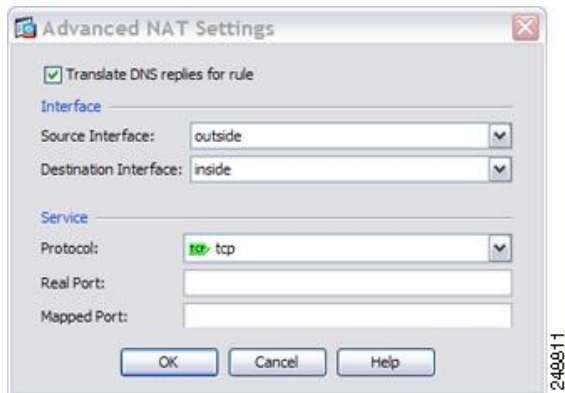 Advanced NAT Settings
Translate DNS replies for rule
Interface
Source Interface: outside
Destination Interface: inside
Service
Protocol: TCP tcp
Real Port:
Mapped Port:
OK Cancel Help
248811